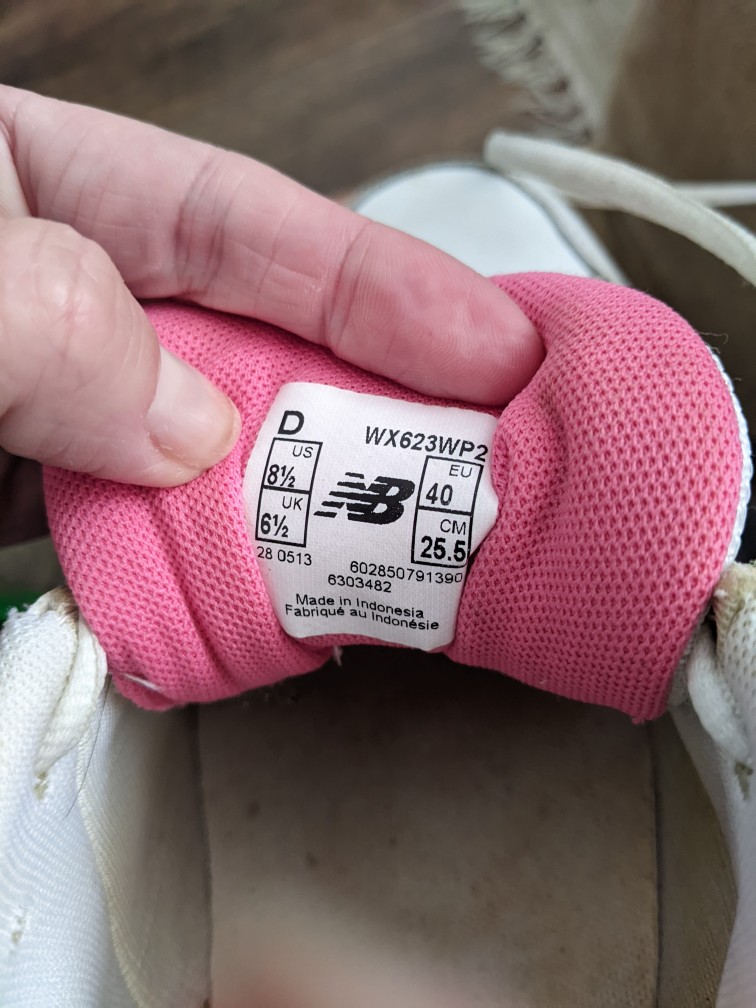 D
WX623WP2
US
8½
UK
6½
NB
EU
40
CM
25.5
28 0513
602850791390
6303482
Made in Indonesia
Fabriqué au Indonésie